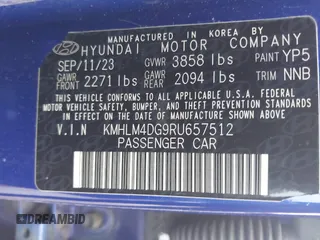 MANUFACTURED IN KOREA BY
HYUNDAI MOTOR COMPANY
SEP/11/23 GVWR 3858 lbs PAINT YP5
GAWR FRONT 2271 lbs GAWR REAR 2094 lbs TRIM NNB
THIS VEHICLE CONFORMS TO ALL APPLICABLE FEDERAL
MOTOR VEHICLE SAFETY, BUMPER, AND THEFT PREVENTION
STANDARDS IN EFFECT ON THE DATE OF MANUFACTURE
SHOWN ABOVE.
V.I.N KMHLM4DG9RU657512
PASSENGER CAR
DREAMBID